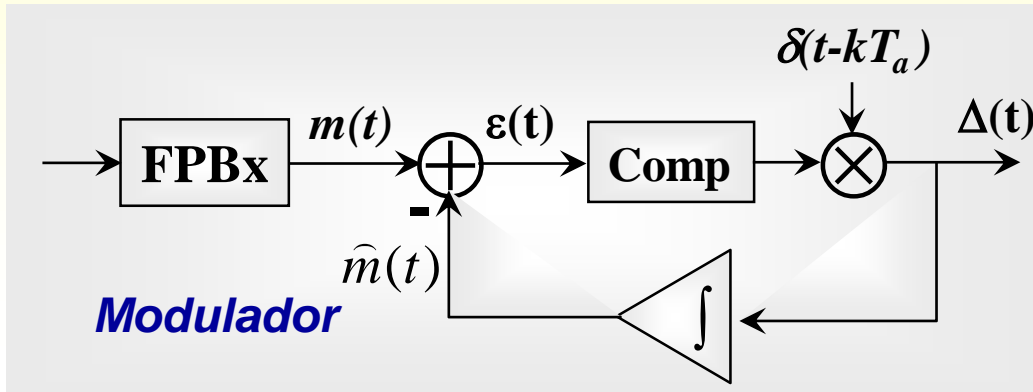 δ(t-kTₐ)
m(t)
ε(t)
Δ(t)
FPBx
+
Comp
×
-
m̂(t)
∫
Modulador